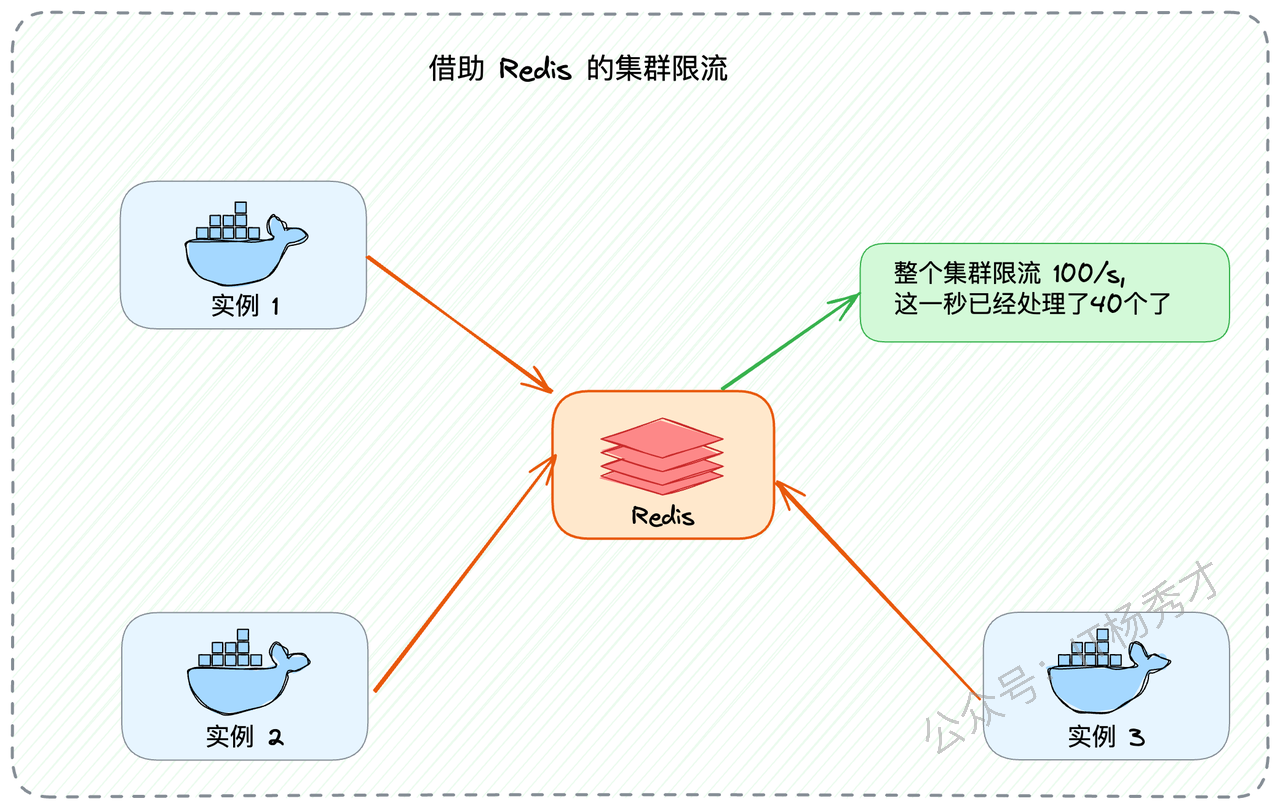 借助 Redis 的集群限流
实例 1
整个集群限流 100/s,
这一秒已经处理了40个了
Redis
实例 2
实例 3
公众号：IT杨秀才